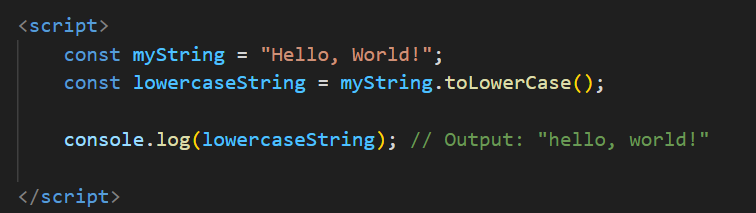 <script>
const myString = "Hello, World!";
const lowercaseString = myString.toLowerCase();
console.log(lowercaseString); // Output: "hello, world!"
</script>